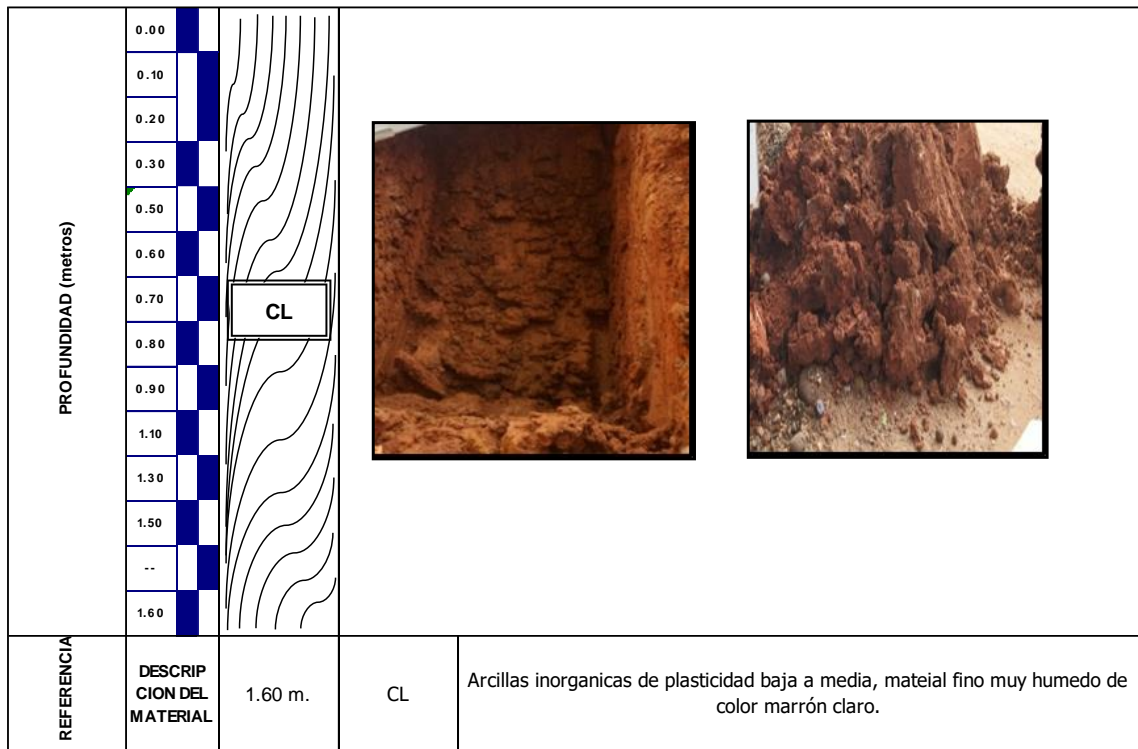 PROFUNDIDAD (metros)
0.00
0.10
0.20
0.30
0.50
0.60
0.70
0.80
0.90
1.10
1.30
1.50
--
1.60
CL
REFERENCIA
DESCRIP
CION DEL
MATERIAL
1.60 m.
CL
Arcillas inorganicas de plasticidad baja a media, mateial fino muy humedo de
color marrón claro.